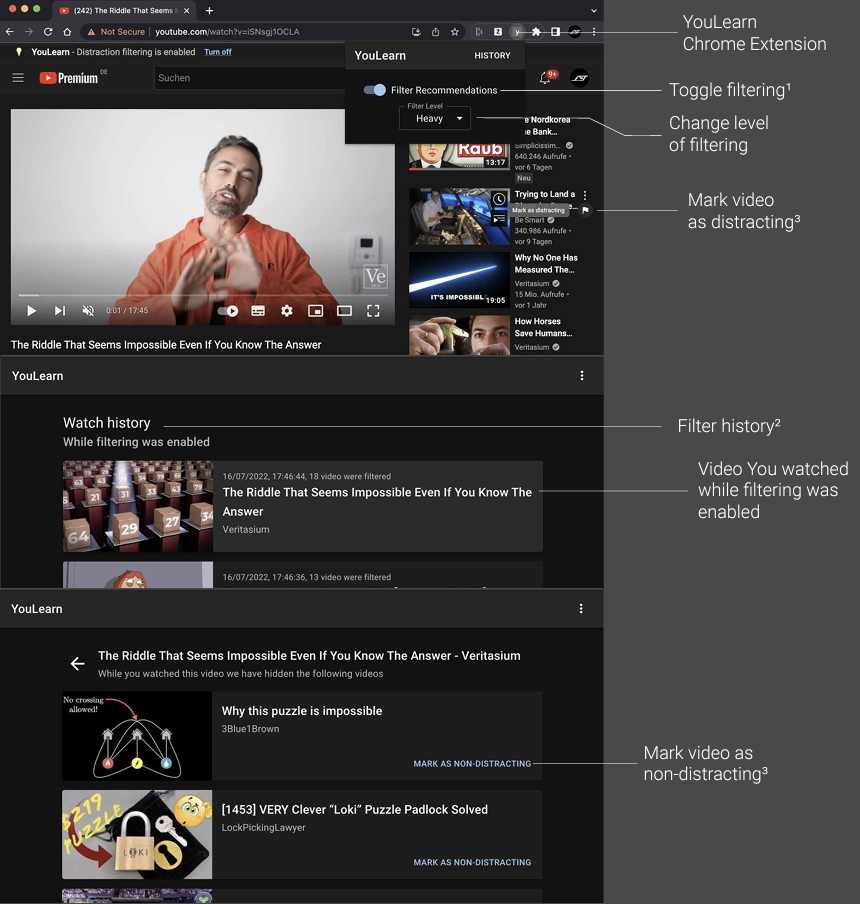 (242) The Riddle That Seems I
Not Secure
youtube.com/watch?v=iSNsgj1OCLA
YouLearn - Distraction filtering is enabled
Turn off
YouLearn
HISTORY
Premium
DE
Suchen
9+
Filter Recommendations
Filter Level
Heavy
Nordkorea
Bank...
Simplicissim...
640.246 Aufrufe •
vor 6 Tagen
Neu
Raub
13:17
Trying to Land a
Mark as distracting
Be Smart
340.986 Aufrufe •
vor 9 Tagen
Why No One Has
Measured The...
Veritasium
15 Mio. Aufrufe •
vor 1 Jahr
IT'S IMPOSSIBLE
19:05
How Horses
Save Humans...
Veritasium
Ve
0:01 / 17:45
The Riddle That Seems Impossible Even If You Know The Answer
YouLearn
Chrome Extension
Toggle filtering¹
Change level
of filtering
Mark video
as distracting³
YouLearn
Watch history
While filtering was enabled
64
29
27
34
21
31
16/07/2022, 17:46:44, 18 video were filtered
The Riddle That Seems Impossible Even If You Know The
Answer
Veritasium
16/07/2022, 17:46:36, 13 video were filtered
Filter history²
Video You watched
while filtering was
enabled
YouLearn
The Riddle That Seems Impossible Even If You Know The Answer - Veritasium
While you watched this video we have hidden the following videos
No crossing
allowed!
Why this puzzle is impossible
3Blue1Brown
MARK AS NON-DISTRACTING
$219
PUZZLE
LOKI
[1453] VERY Clever “Loki” Puzzle Padlock Solved
LockPickingLawyer
MARK AS NON-DISTRACTING
Mark video as
non-distracting³